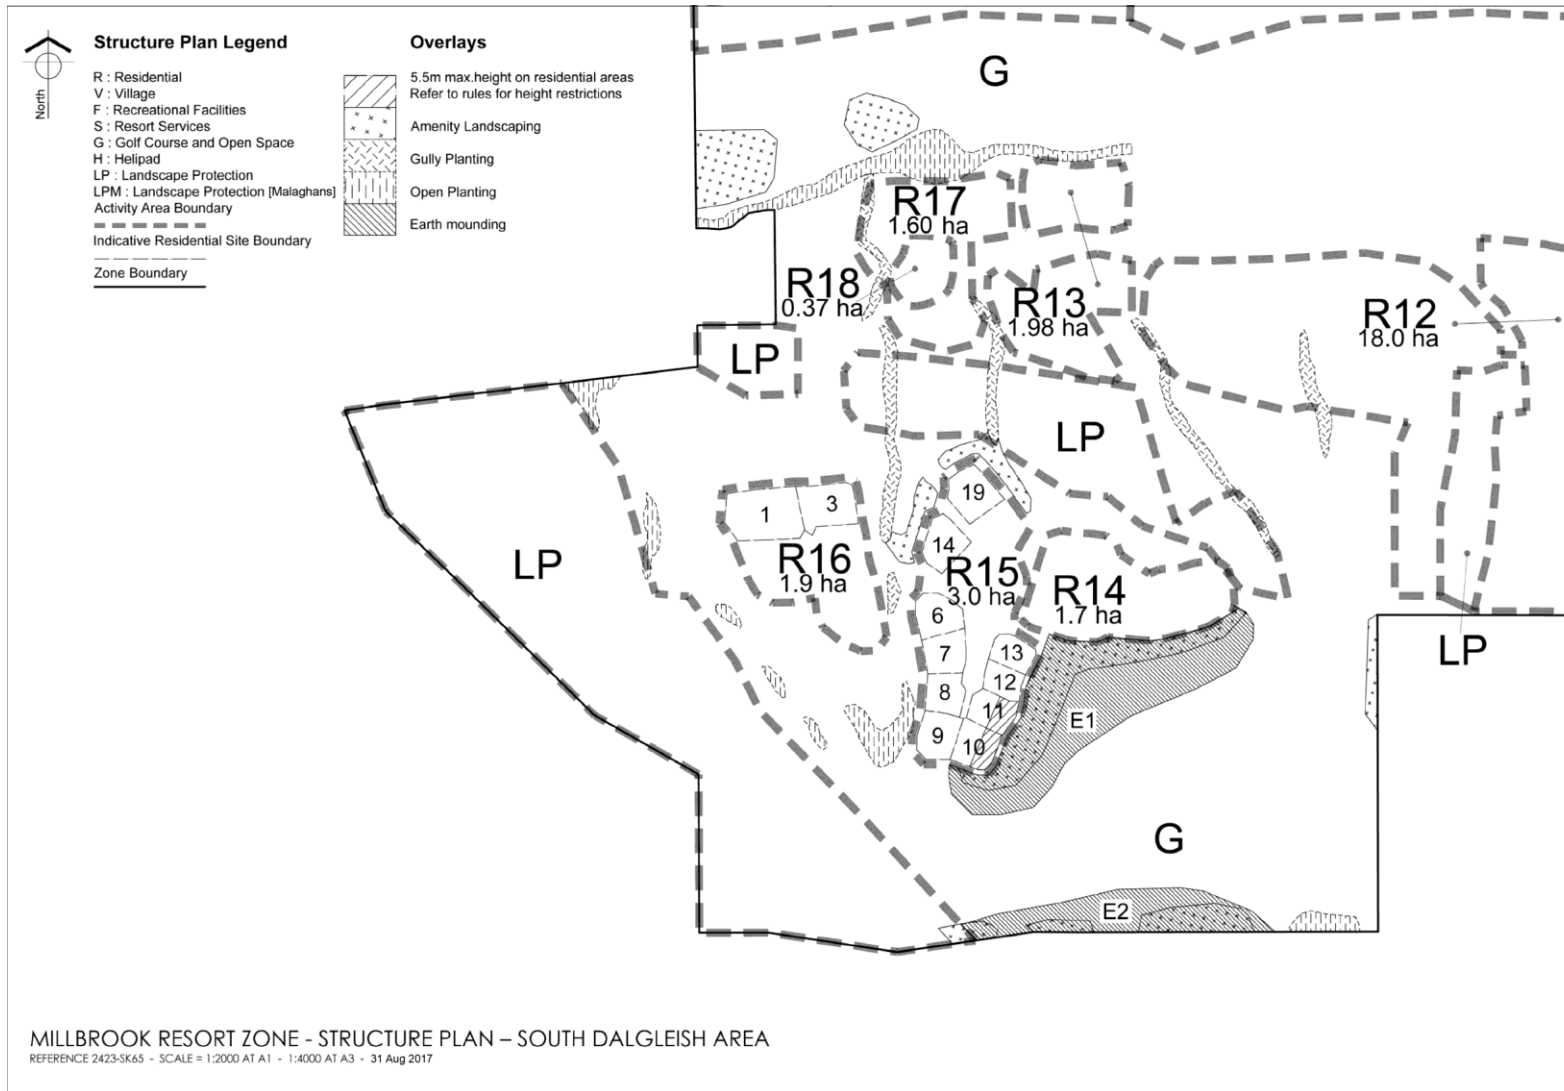 North
Structure Plan Legend
R : Residential
V : Village
F : Recreational Facilities
S : Resort Services
G : Golf Course and Open Space
H : Helipad
LP : Landscape Protection
LPM : Landscape Protection [Malaghans]
Activity Area Boundary
Indicative Residential Site Boundary
Zone Boundary
Overlays
5.5m max.height on residential areas
Refer to rules for height restrictions
Amenity Landscaping
Gully Planting
Open Planting
Earth mounding
G
R17
1.60 ha
R18
0.37 ha
R13
1.98 ha
R12
18.0 ha
LP
LP
19
1
3
14
LP
R16
1.9 ha
R15
3.0 ha
R14
1.7 ha
6
7
8
9
13
12
11
10
LP
E1
G
E2
MILLBROOK RESORT ZONE - STRUCTURE PLAN – SOUTH DALGLEISH AREA
REFERENCE 2423-SK65 - SCALE = 1:2000 AT A1 - 1:4000 AT A3 - 31 Aug 2017